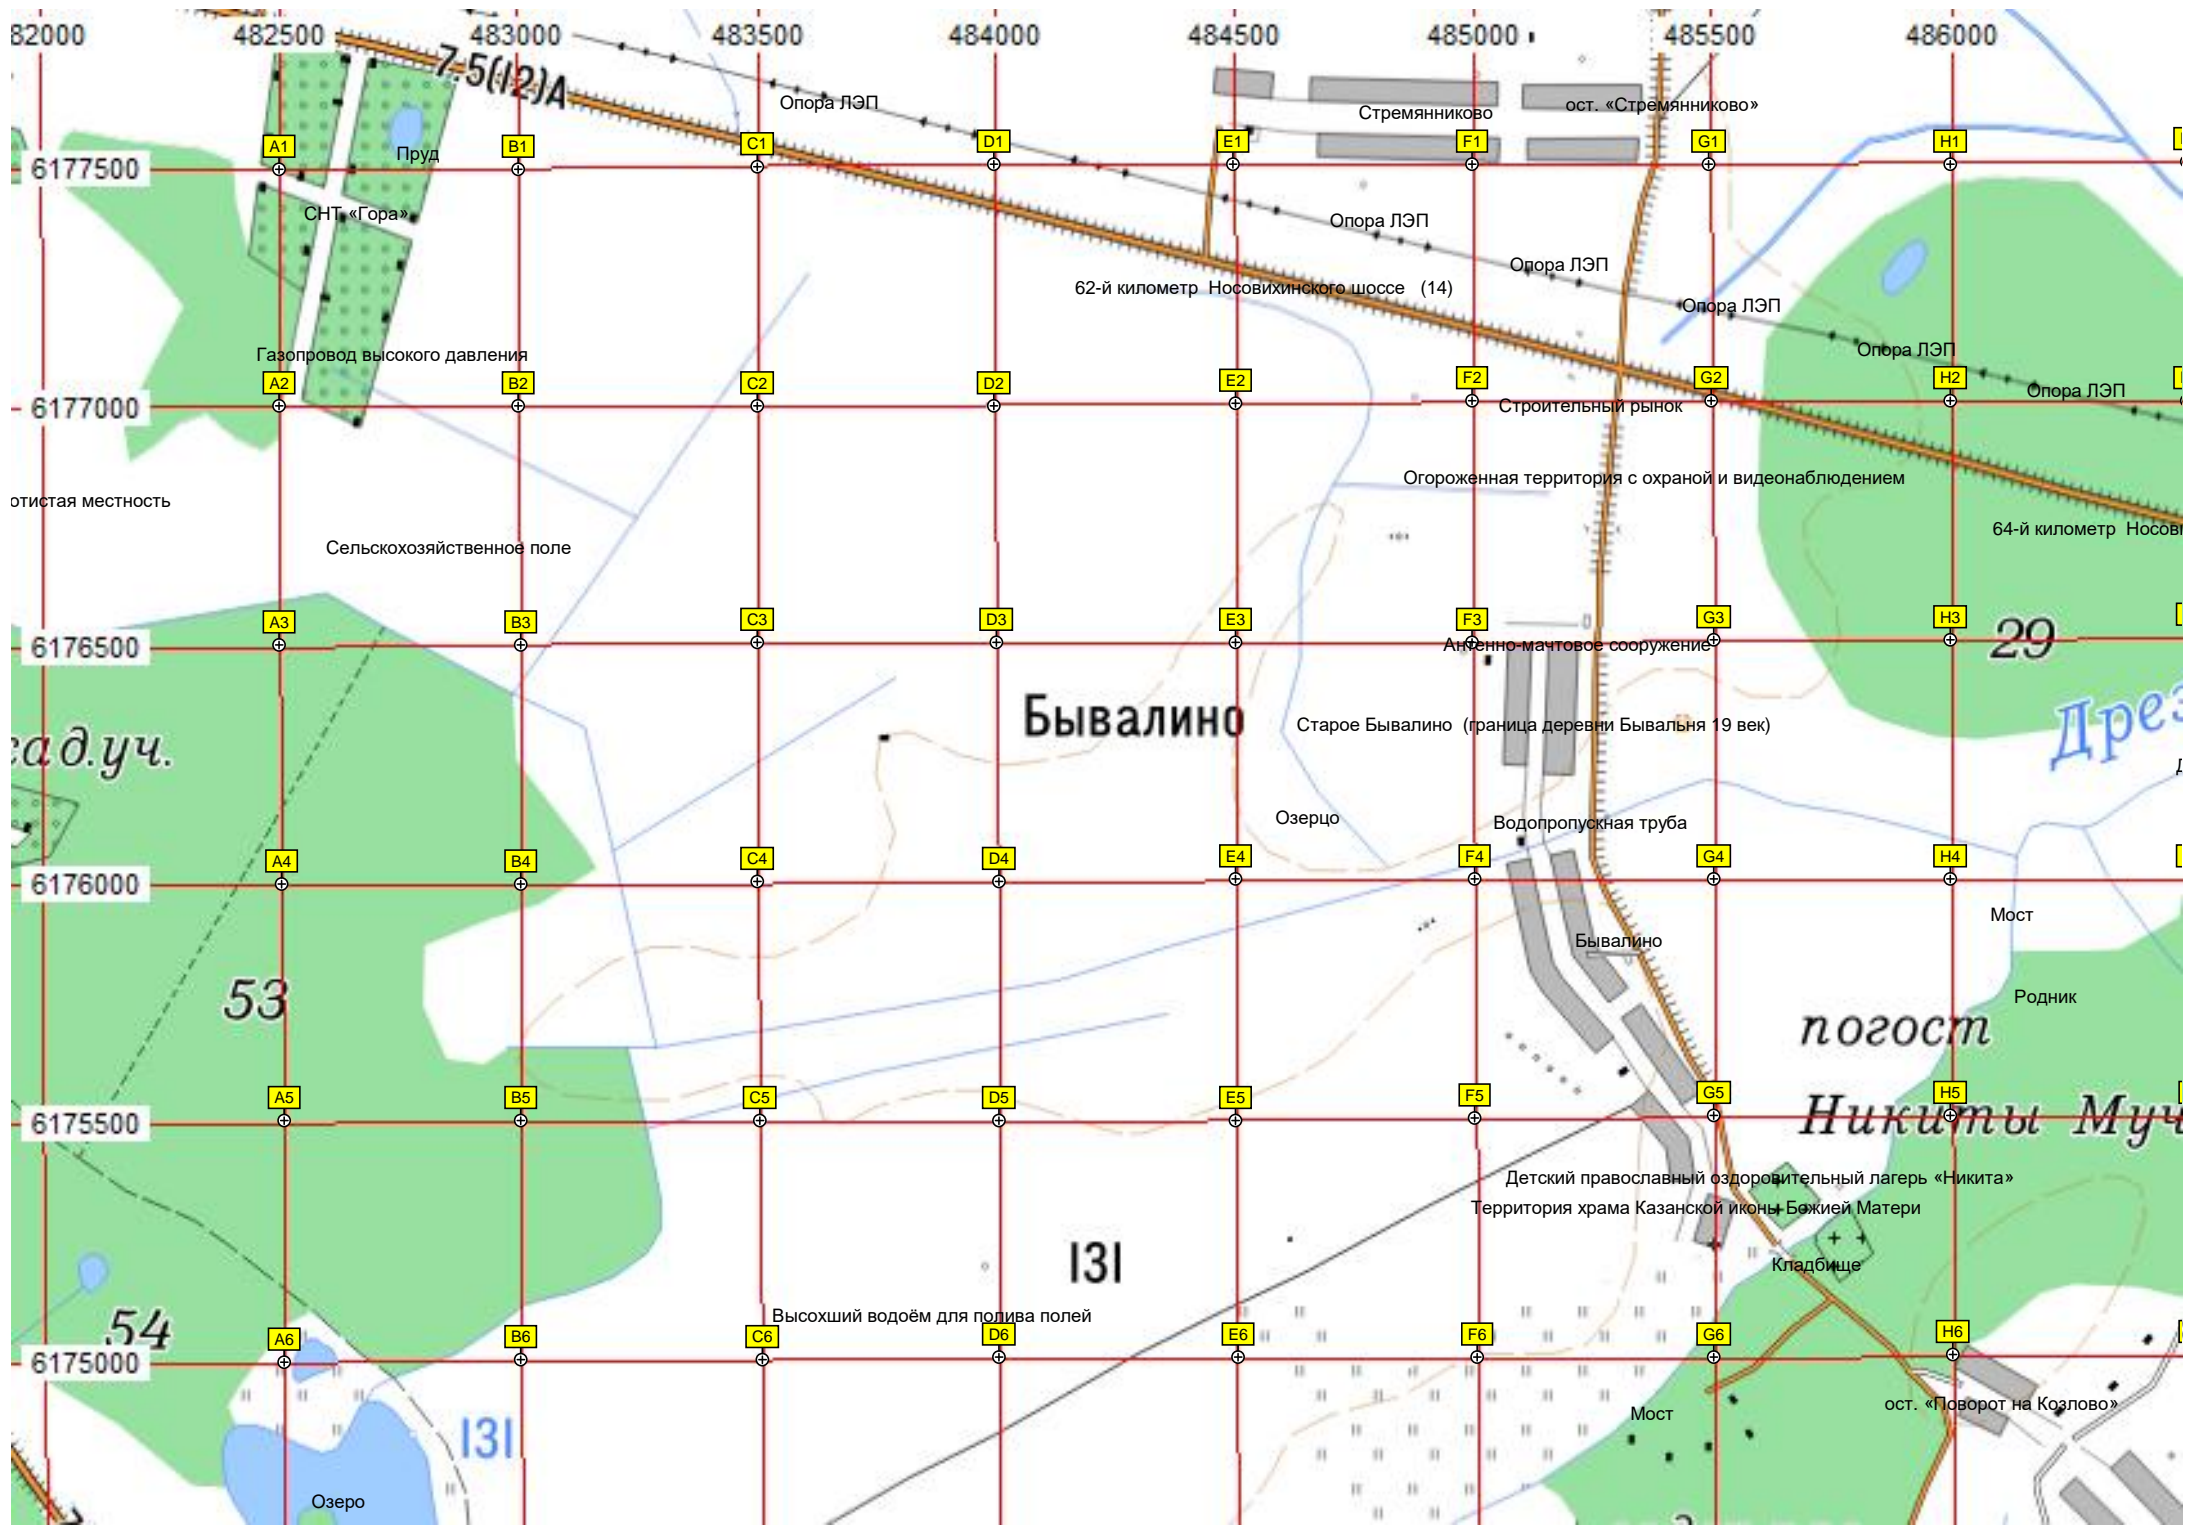 82000 482500 483000 483500 484000 484500 485000 485500 486000
7.5(12)А
Опора ЛЭП
Стремянниково
ост. «Стремянниково»
A1 B1 C1 D1 E1 F1 G1 H1
Пруд
6177500
СНТ «Гора»
Опора ЛЭП
Опора ЛЭП
62-й километр Носовихинского шоссе (14)
Опора ЛЭП
Газопровод высокого давления
Опора ЛЭП
A2 B2 C2 D2 E2 F2 G2 H2
Опора ЛЭП
6177000
Строительный рынок
Огороженная территория с охраной и видеонаблюдением
отистая местность
64-й километр Носов
Сельскохозяйственное поле
A3 B3 C3 D3 E3 F3 G3 H3
6176500
Антенно-мачтовое сооружение
29
Бывалино
Старое Бывалино (граница деревни Бывальня 19 век)
Дрез
сад.уч.
Озерцо
Водопропускная труба
A4 B4 C4 D4 E4 F4 G4 H4
6176000
Мост
Бывалино
53
Родник
погост
A5 B5 C5 D5 E5 F5 G5 H5
6175500
Никиты Муч
Детский православный оздоровительный лагерь «Никита»
Территория храма Казанской иконы Божией Матери
131
Кладбище
54
Высохший водоём для полива полей
A6 B6 C6 D6 E6 F6 G6 H6
6175000
ост. «Поворот на Козлово»
Мост
131
Озеро